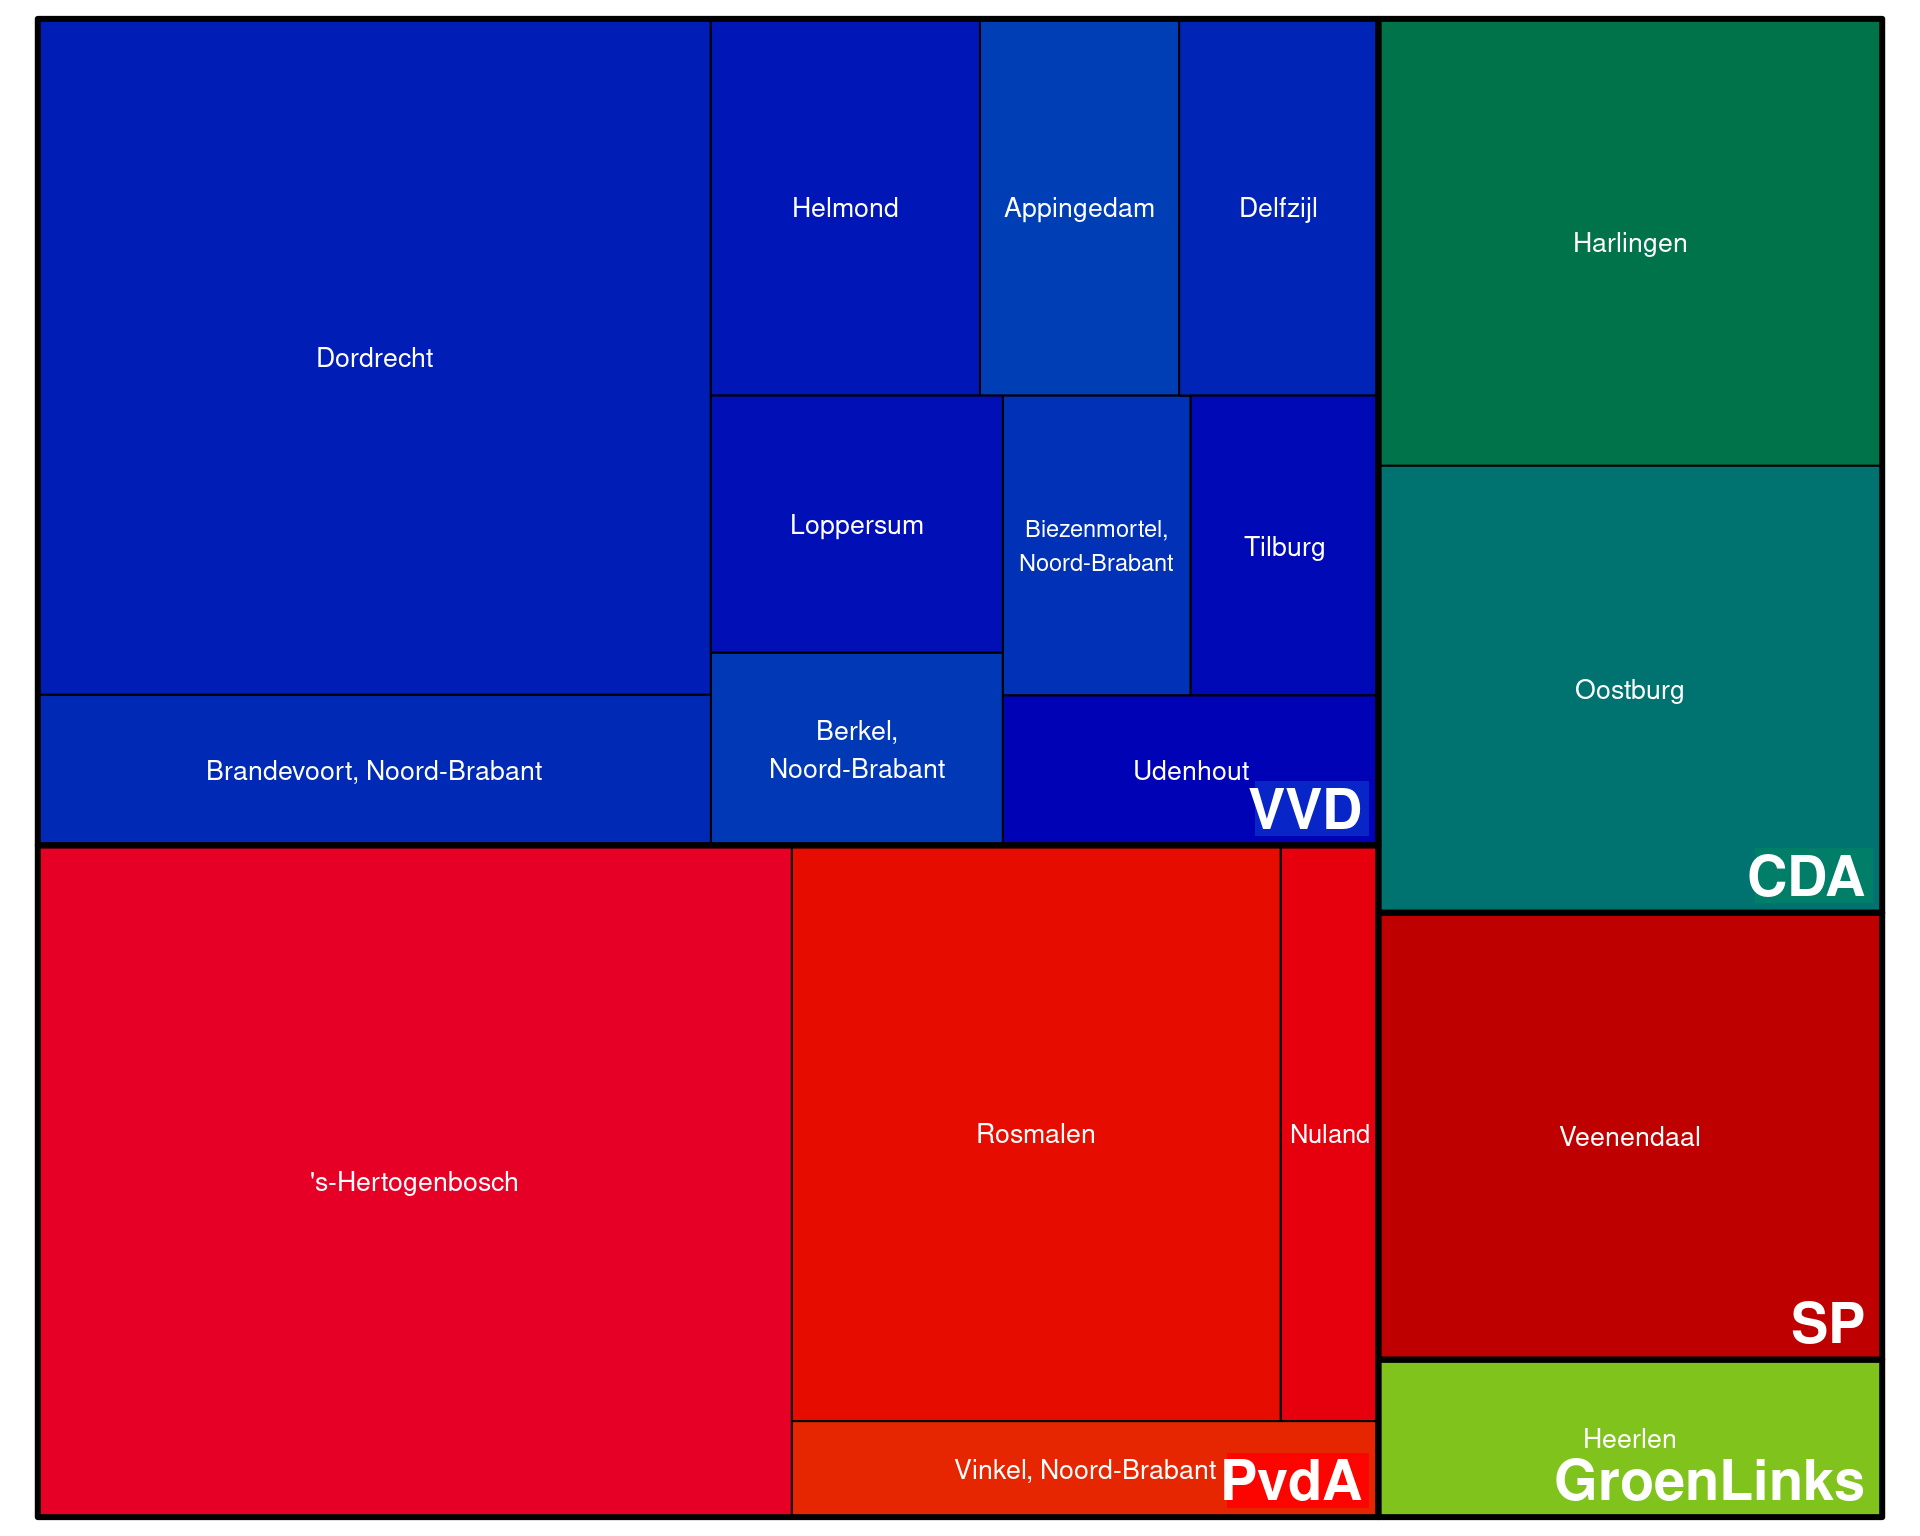 Dordrecht
Helmond
Appingedam
Delfzijl
Harlingen
Loppersum
Biezenmortel,
Noord-Brabant
Tilburg
Oostburg
Brandevoort, Noord-Brabant
Berkel,
Noord-Brabant
Udenhout
VVD
CDA
's-Hertogenbosch
Rosmalen
Nuland
Veenendaal
SP
Vinkel, Noord-Brabant
PvdA
Heerlen
GroenLinks